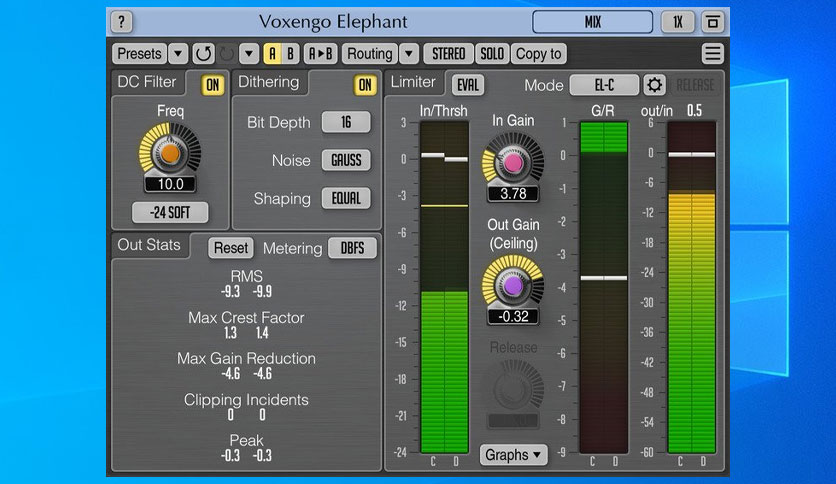 ? Voxengo Elephant MIX 1X
Presets A B A▸B Routing STEREO SOLO Copy to
DC Filter ON Dithering ON Limiter EVAL Mode EL-C RELEASE
Freq
10.0
-24 SOFT
Bit Depth 16
Noise GAUSS
Shaping EQUAL
Out Stats Reset Metering DBFS
RMS
-9.3 -9.9
Max Crest Factor
1.3 1.4
Max Gain Reduction
-4.6 -4.6
Clipping Incidents
0 0
Peak
-0.3 -0.3
In/Thrsh
3
0
-3
-6
-9
-12
-15
-18
-21
-24
C D
In Gain
3.78
Out Gain
(Ceiling)
-0.32
Release
Graphs ▾
G/R
1
0
-1
-2
-3
-4
-5
-6
-7
-8
-9
C D
out/in 0.5
6
0
-6
-12
-18
-24
-30
-36
-42
-48
-54
-60
C D